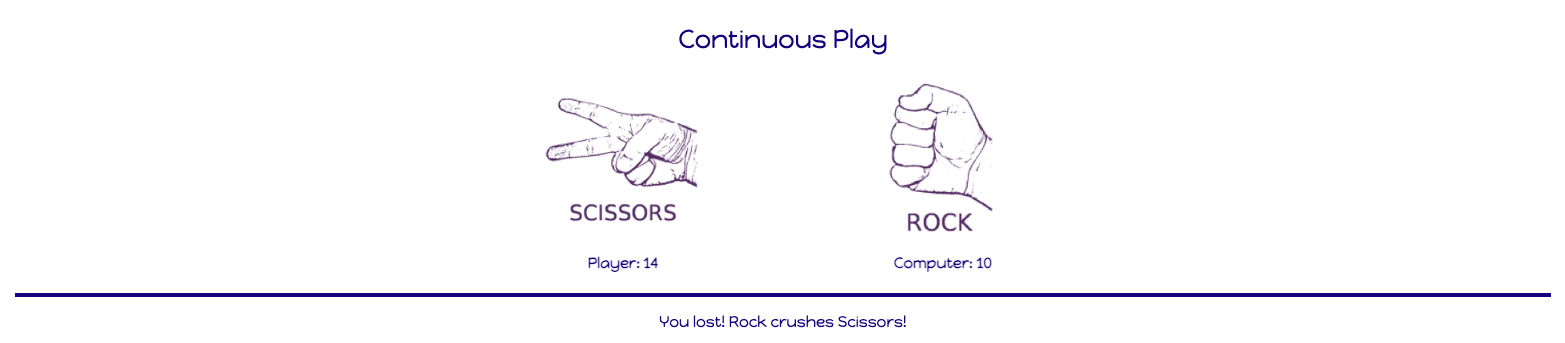 Continuous Play
SCISSORS
ROCK
Player: 14
Computer: 10
You lost! Rock crushes Scissors!